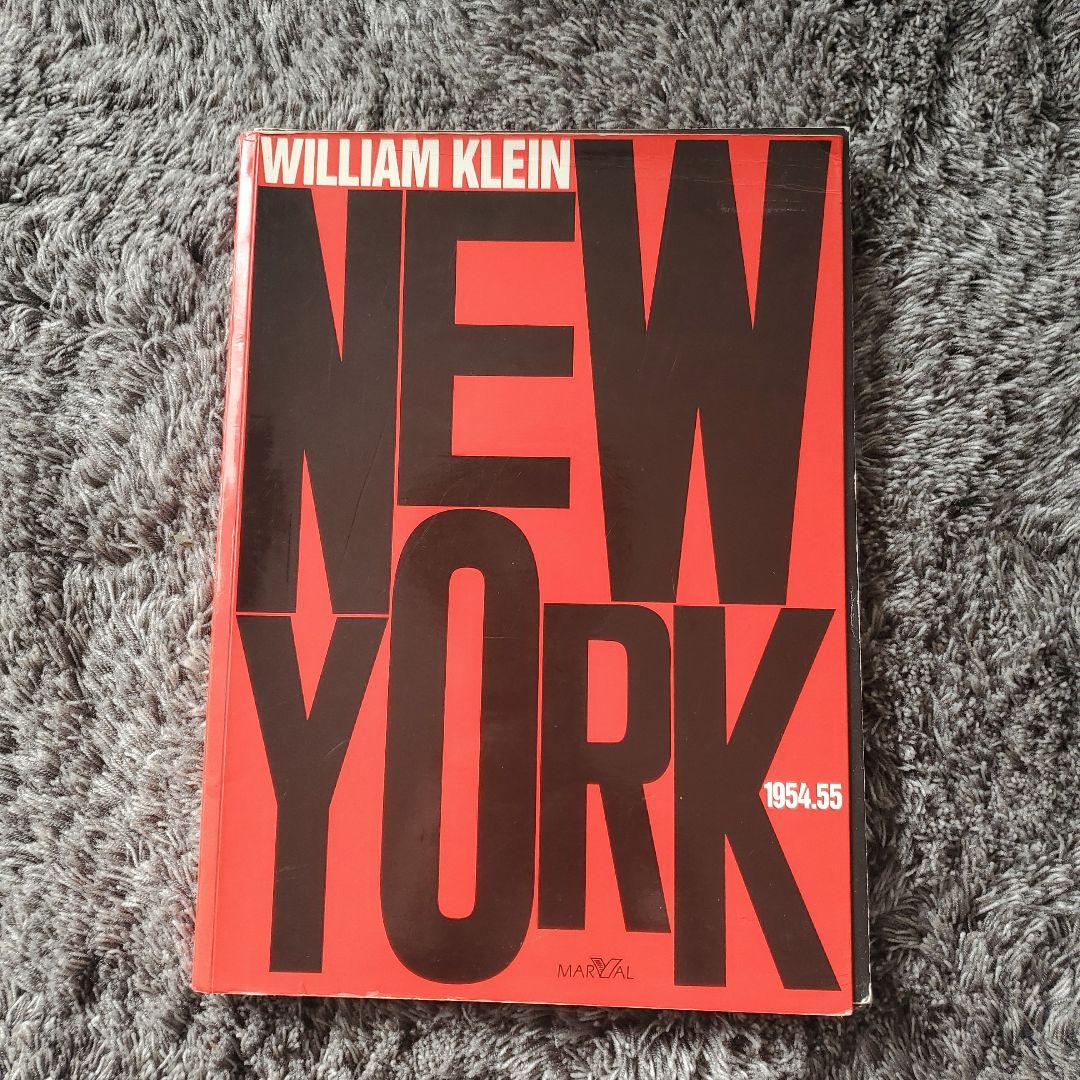 WILLIAM KLEIN
NEW
YORK
1954.55
MARVAL